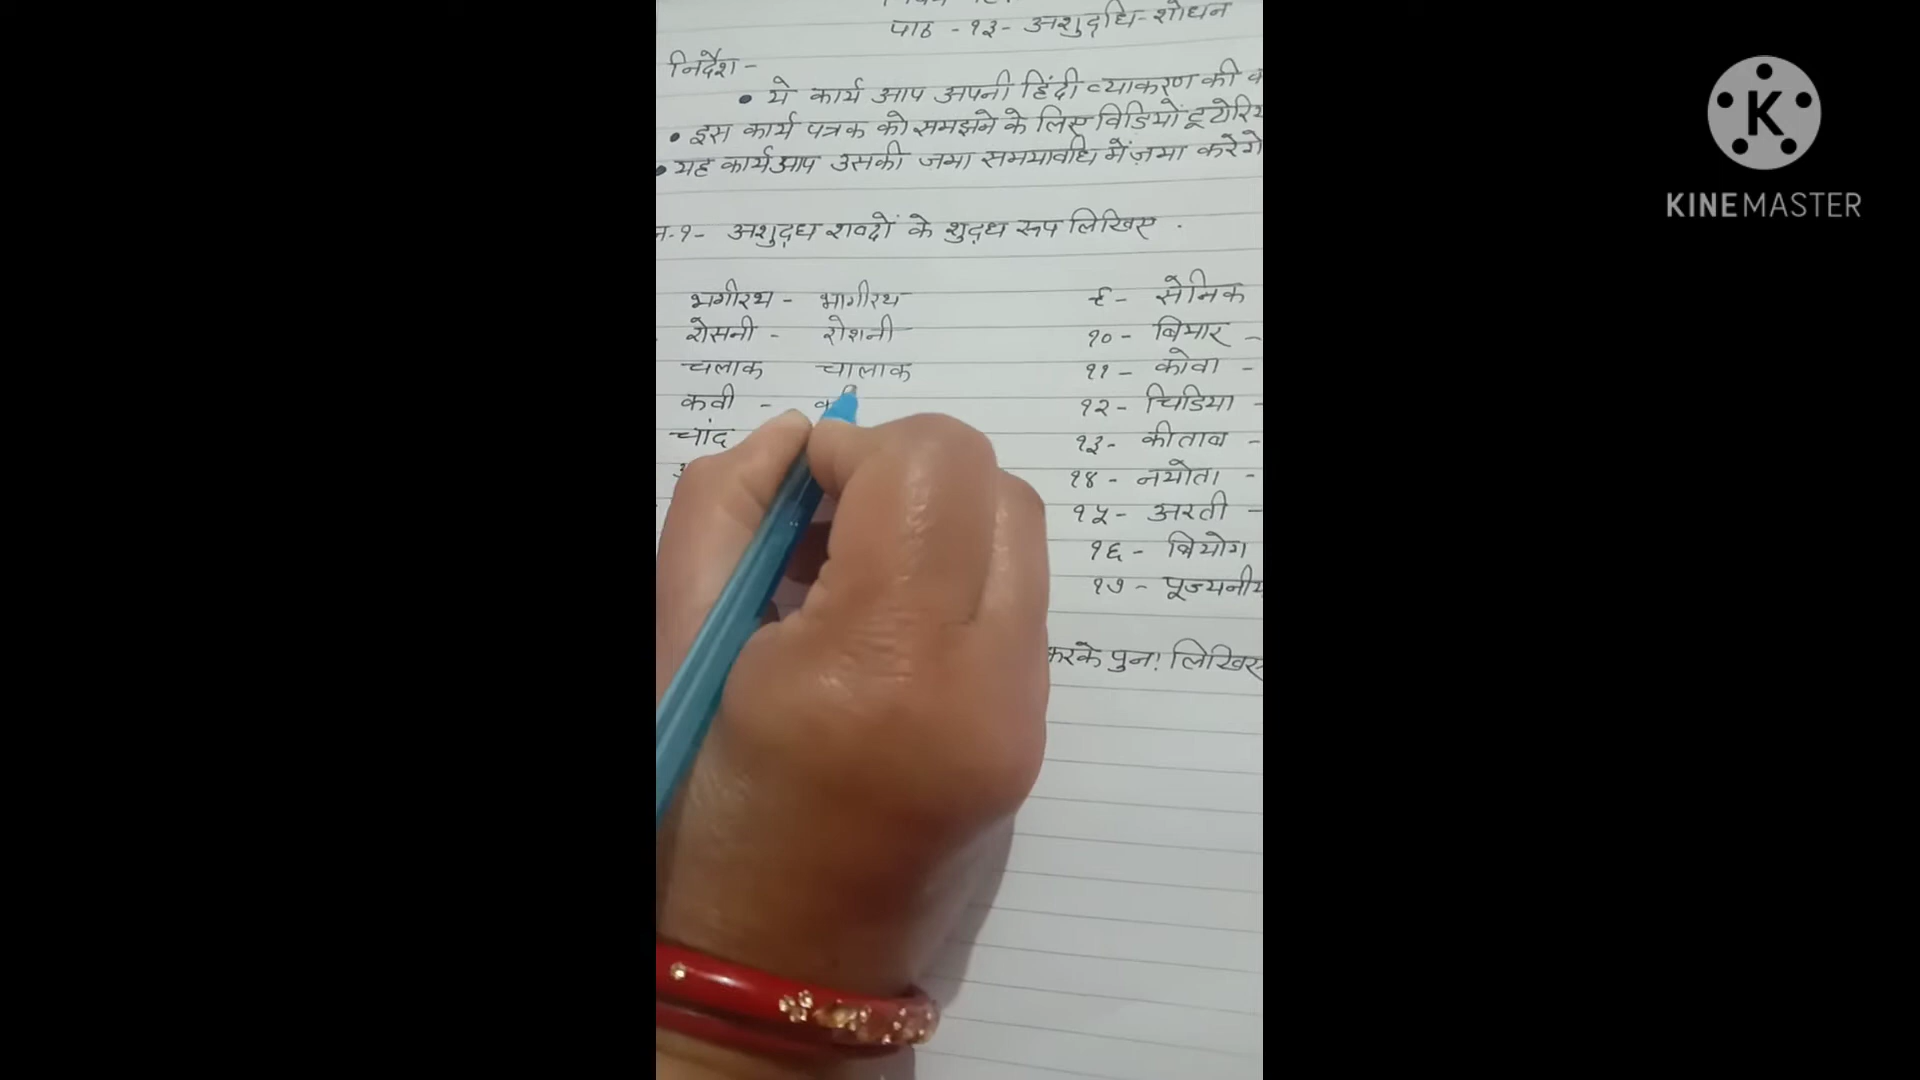 पाठ - १३- अशुद्धि-शोधन
निर्देश -
• ये कार्य आप अपनी हिंदी व्याकरण की
• इस कार्य पत्रक को समझने के लिए विडियों टूटोरि
• यह कार्य आप उसकी जमा समयावधि में ज़मा करेगे
-१- अशुद्ध शब्दों के शुद्ध रूप लिखिए .
भगीरथ - भागीरथ
रोसनी - रोशनी
चलाक चालाक
कवी -
चांद
९- सेनिक
१०- बिमार -
११- कोवा -
१२- चिडिया -
१३- कीताब -
१४- नयोता -
१५- अरती -
१६- बियोग
१७- पूज्यनीय
करके पुन: लिखिए
K
KINEMASTER